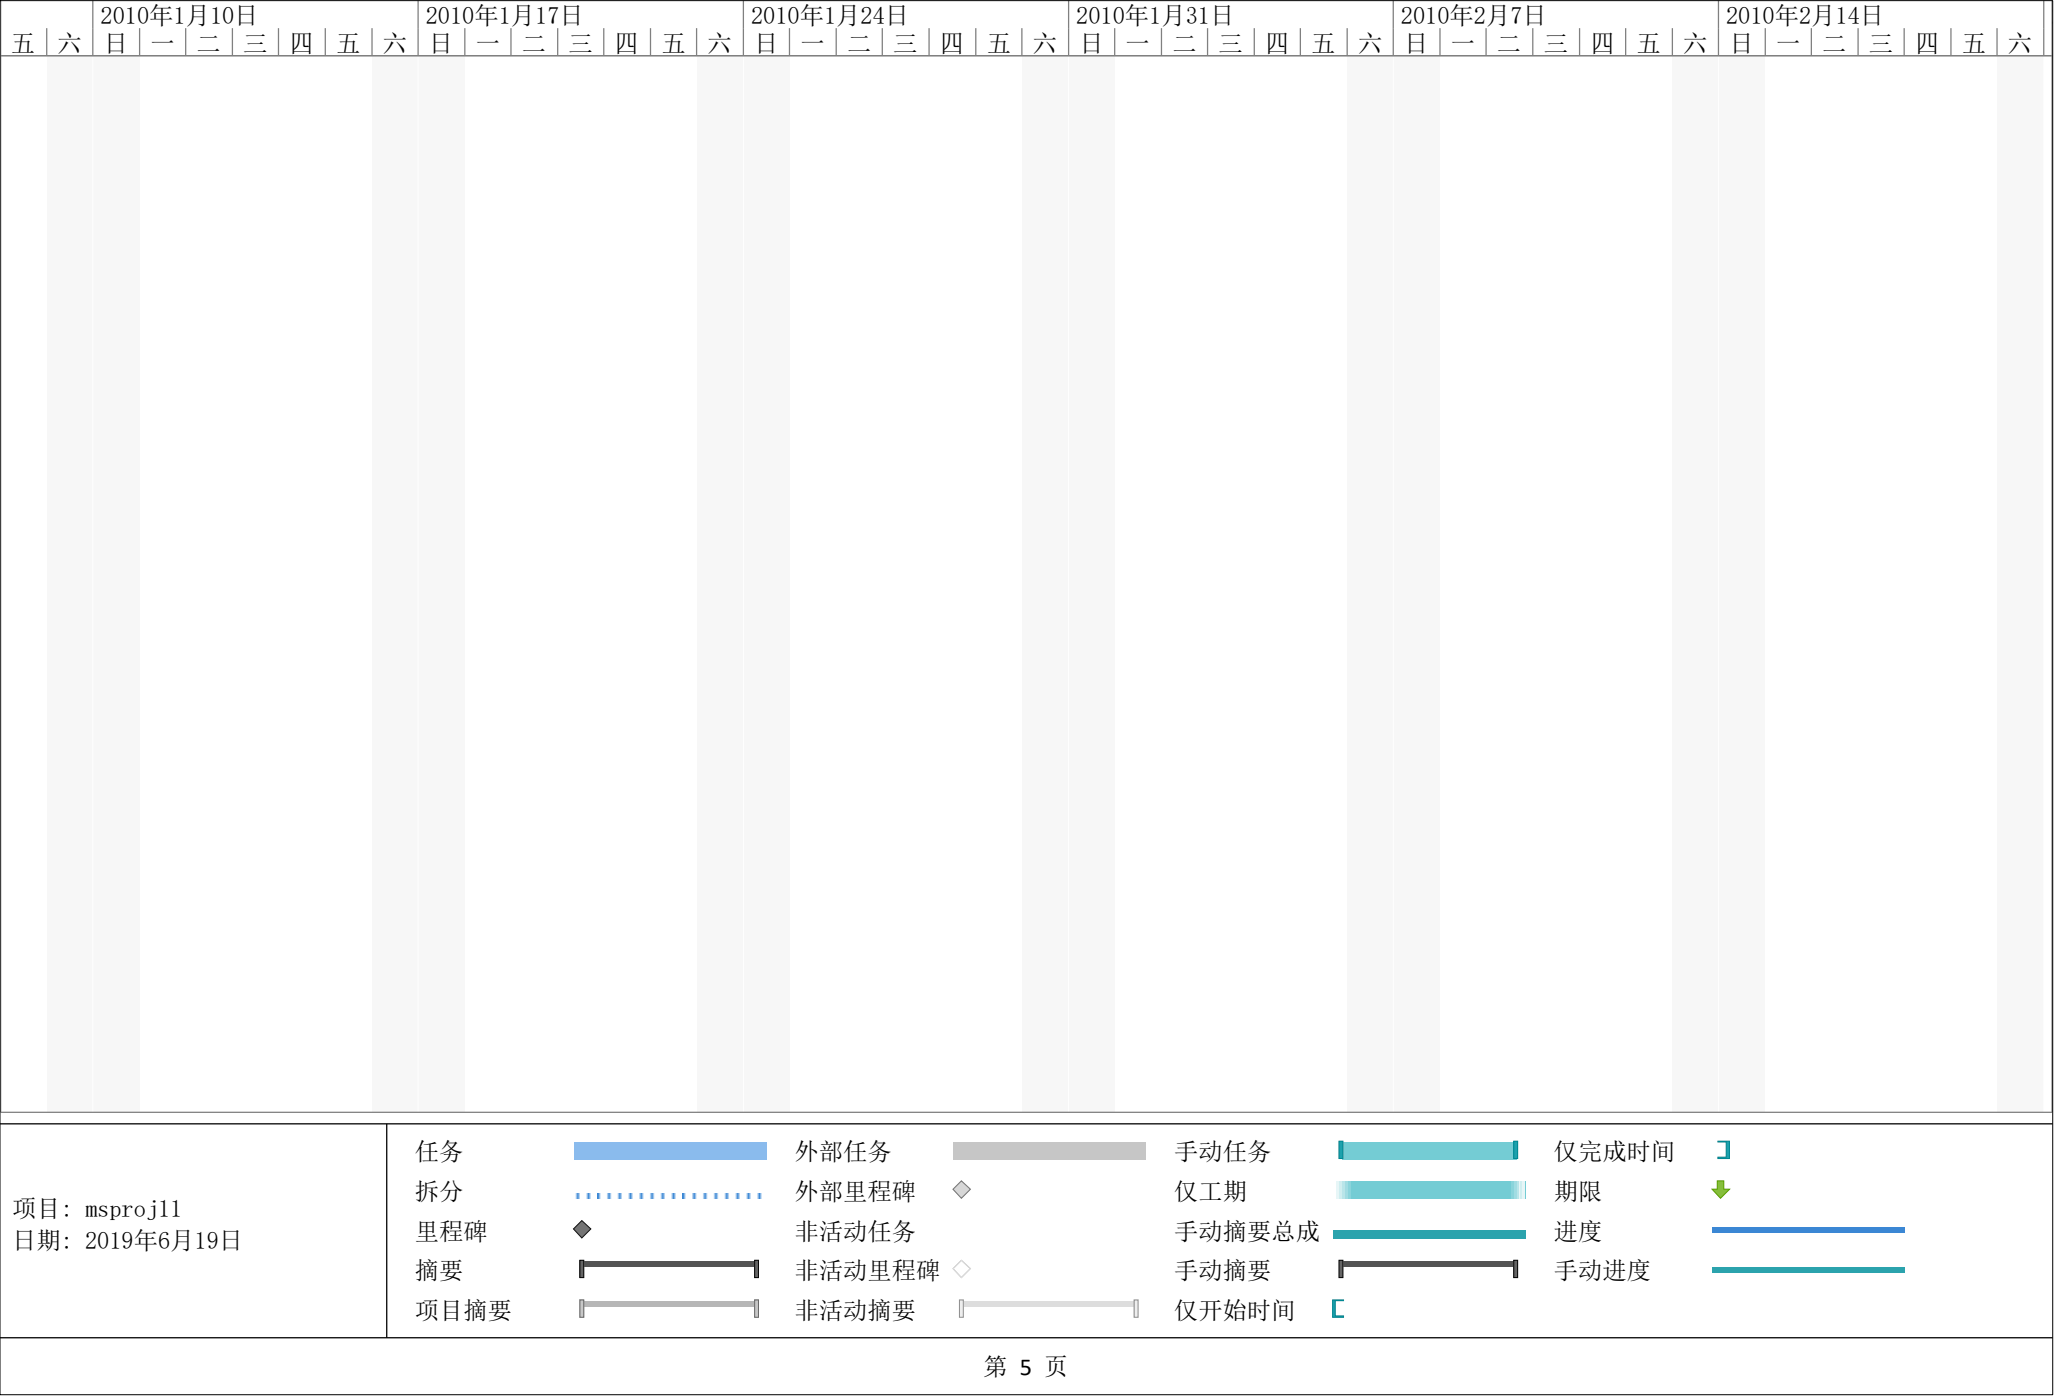 2010年1月10日 2010年1月17日 2010年1月24日 2010年1月31日 2010年2月7日 2010年2月14日
五 六 日 一 二 三 四 五 六 日 一 二 三 四 五 六 日 一 二 三 四 五 六 日 一 二 三 四 五 六 日 一 二 三 四 五 六 日 一 二 三 四 五 六
任务 外部任务 手动任务 仅完成时间
拆分 外部里程碑 仅工期 期限
项目: msproj11
里程碑 非活动任务 手动摘要总成 进度
日期: 2019年6月19日
摘要 非活动里程碑 手动摘要 手动进度
项目摘要 非活动摘要 仅开始时间
第 5 页